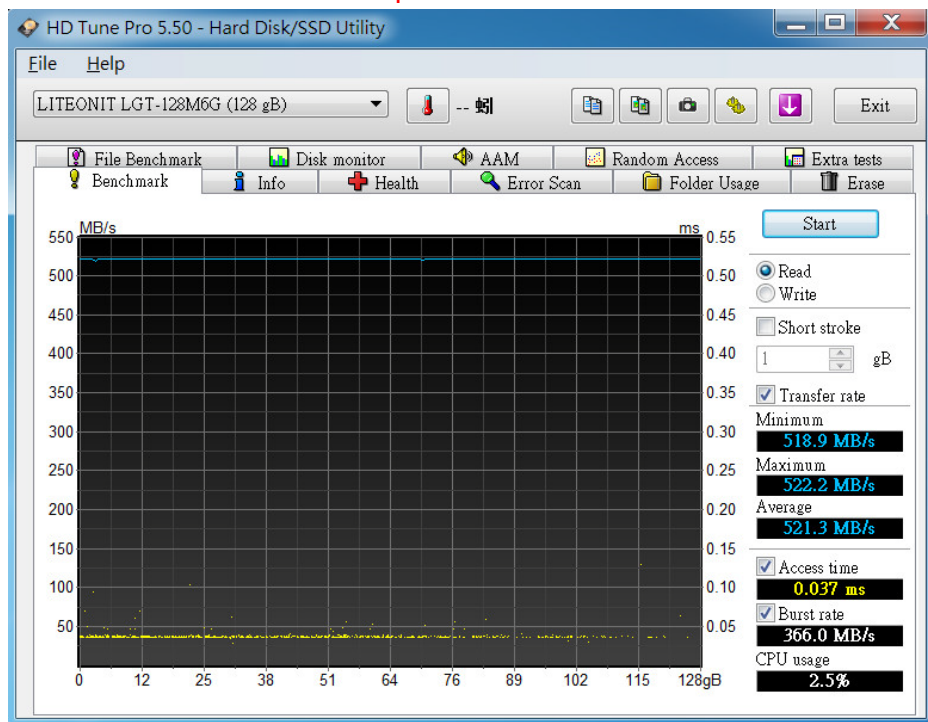 HD Tune Pro 5.50 - Hard Disk/SSD Utility
File Help
LITEONIT LGT-128M6G (128 gB) -- 蚓 Exit
File Benchmark Disk monitor AAM Random Access Extra tests
Benchmark Info Health Error Scan Folder Usage Erase
Start
MB/s ms
550 0.55
500 0.50
450 0.45
400 0.40
350 0.35
300 0.30
250 0.25
200 0.20
150 0.15
100 0.10
50 0.05
0 12 25 38 51 64 76 89 102 115 128gB
Read
Write
Short stroke
1 gB
Transfer rate
Minimum
518.9 MB/s
Maximum
522.2 MB/s
Average
521.3 MB/s
Access time
0.037 ms
Burst rate
366.0 MB/s
CPU usage
2.5%